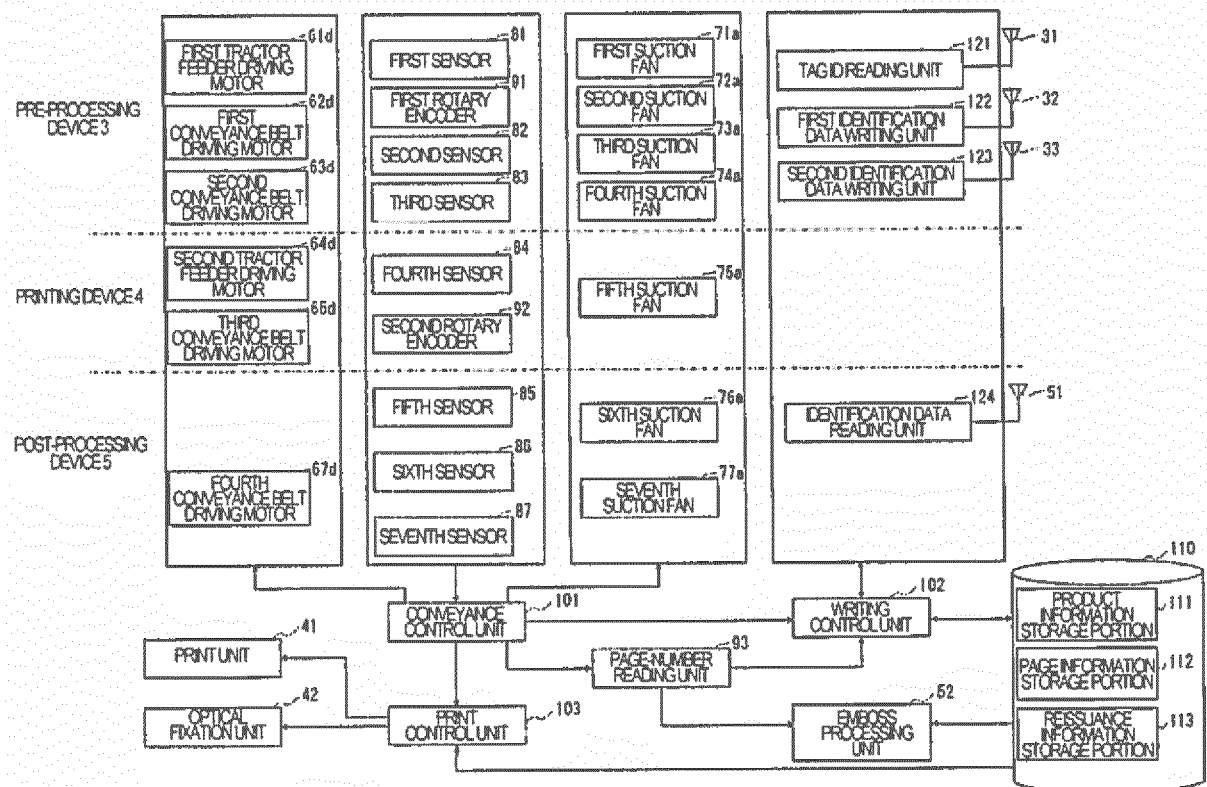 61d
FIRST TRACTOR
FEEDER DRIVING
MOTOR
62d
FIRST
CONVEYANCE BELT
DRIVING MOTOR
63d
SECOND
CONVEYANCE BELT
DRIVING MOTOR
81
FIRST SENSOR
91
FIRST ROTARY
ENCODER
82
SECOND SENSOR
83
THIRD SENSOR
71a
FIRST SUCTION
FAN
72a
SECOND SUCTION
FAN
73a
THIRD SUCTION
FAN
74a
FOURTH SUCTION
FAN
121
31
TAG ID READING UNIT
122
32
FIRST IDENTIFICATION
DATA WRITING UNIT
123
33
SECOND IDENTIFICATION
DATA WRITING UNIT
PRE-PROCESSING
DEVICE 3
PRINTING DEVICE 4
64d
SECOND TRACTOR
FEEDER DRIVING
MOTOR
65d
THIRD
CONVEYANCE BELT
DRIVING MOTOR
84
FOURTH SENSOR
92
SECOND ROTARY
ENCODER
75a
FIFTH SUCTION
FAN
POST-PROCESSING
DEVICE 5
67d
FOURTH
CONVEYANCE BELT
DRIVING MOTOR
FIFTH SENSOR
85
86
SIXTH SENSOR
87
SEVENTH SENSOR
76a
SIXTH SUCTION
FAN
77a
SEVENTH
SUCTION FAN
124
51
IDENTIFICATION DATA
READING UNIT
CONVEYANCE
CONTROL UNIT
101
102
WRITING
CONTROL UNIT
110
PRODUCT
INFORMATION
STORAGE PORTION
111
PAGE INFORMATION
STORAGE PORTION
112
REISSUANCE
INFORMATION
STORAGE PORTION
113
41
PRINT UNIT
93
PAGE-NUMBER
READING UNIT
42
OPTICAL
FIXATION UNIT
PRINT
CONTROL UNIT
103
52
EMBOSS
PROCESSING
UNIT